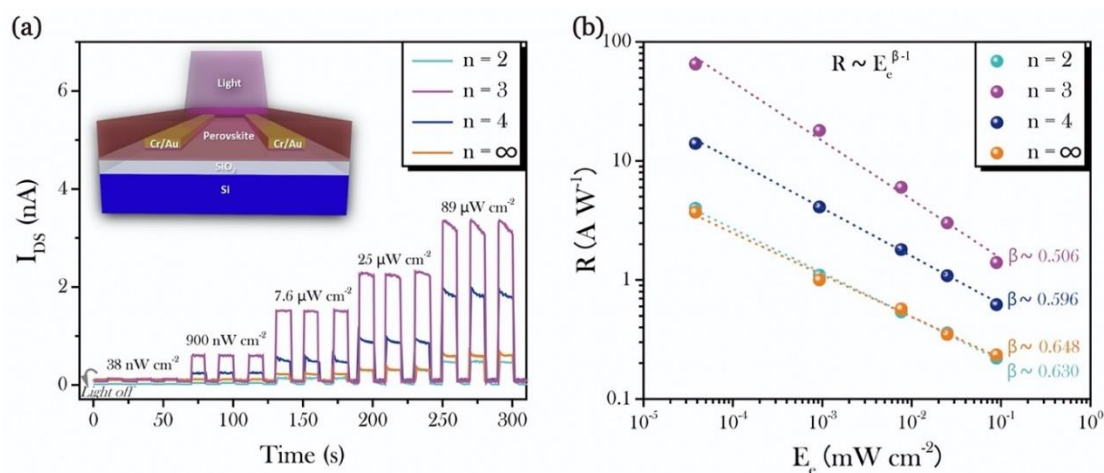 (a)
Light
Perovskite
Cr/Au
Cr/Au
SiO2
Si
n = 2
n = 3
n = 4
n = ∞
38 nW cm-2
900 nW cm-2
7.6 μW cm-2
25 μW cm-2
89 μW cm-2
Light off
6
4
2
0
IDS (nA)
0 50 100 150 200 250 300
Time (s)
(b)
R ~ Ee β-1
n = 2
n = 3
n = 4
n = ∞
β ~ 0.506
β ~ 0.596
β ~ 0.648
β ~ 0.630
100
10
1
0.1
R (A W-1)
10-5 10-4 10-3 10-2 10-1 100
Ee (mW cm-2)